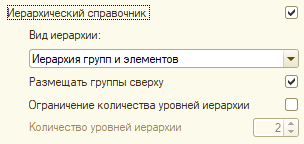 Иерархический справочник
Вид иерархии:
Иерархия групп и элементов
Размещать группы сверху
Ограничение количества уровней иерархии
Количество уровней иерархии 2